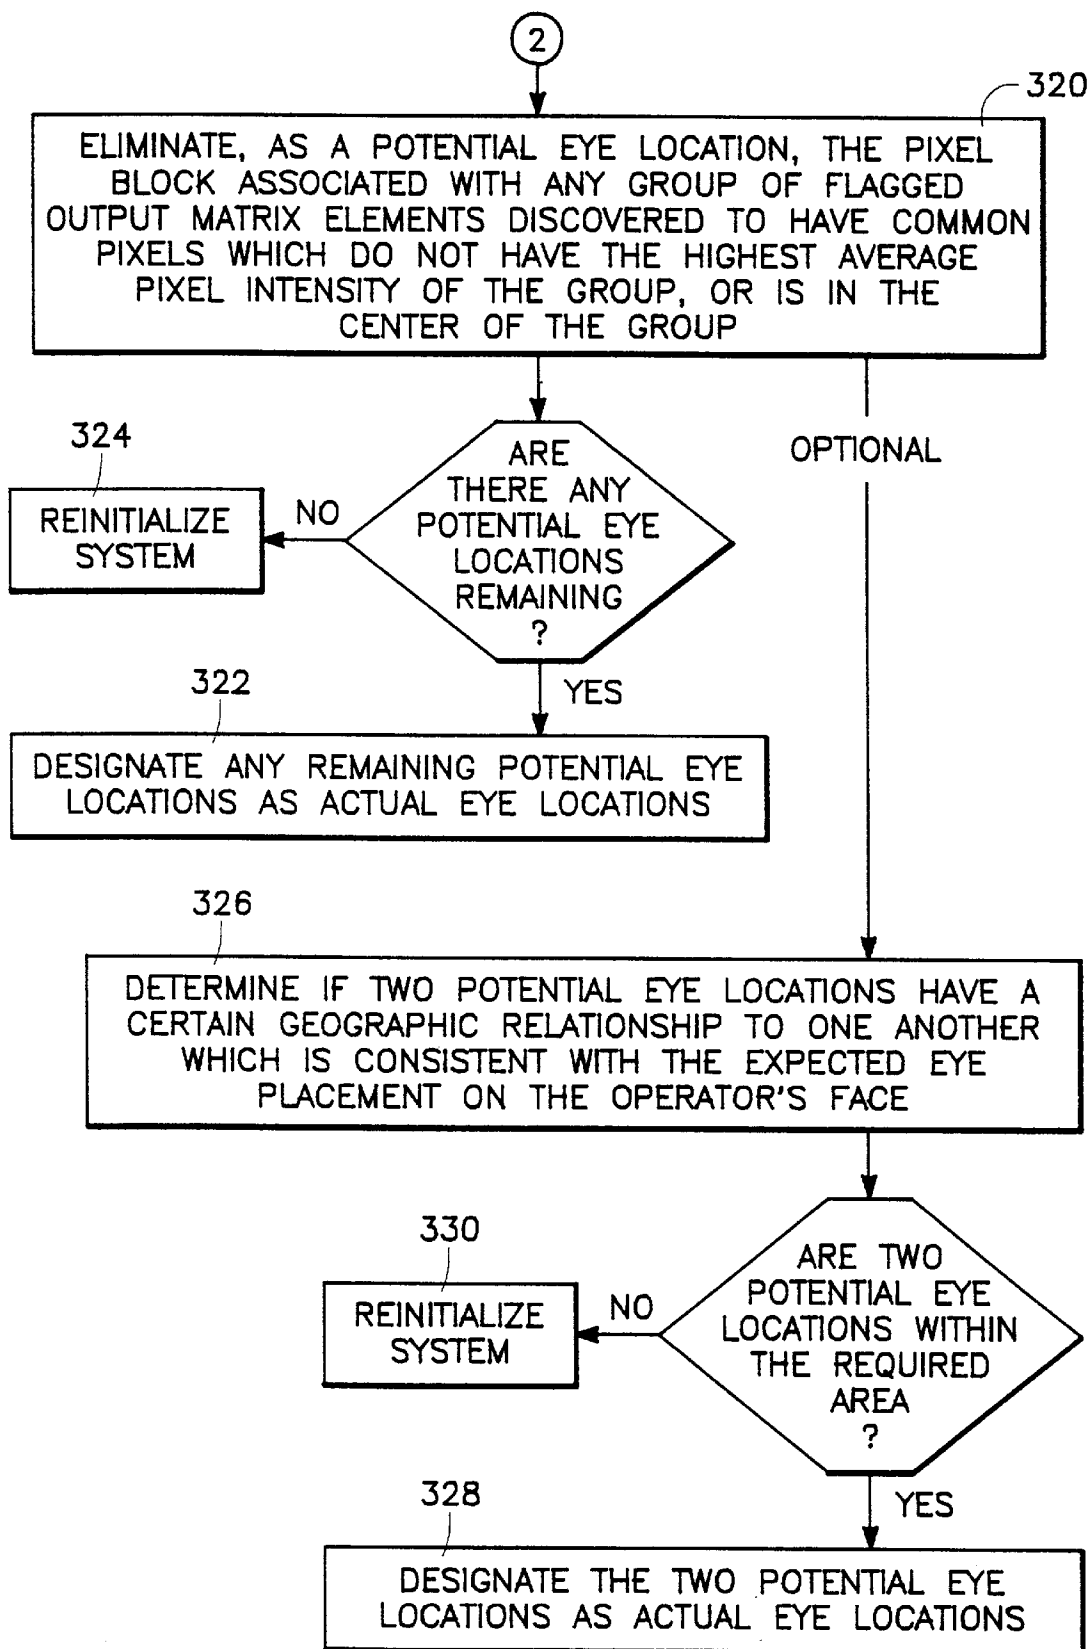 2
320
ELIMINATE, AS A POTENTIAL EYE LOCATION, THE PIXEL
BLOCK ASSOCIATED WITH ANY GROUP OF FLAGGED
OUTPUT MATRIX ELEMENTS DISCOVERED TO HAVE COMMON
PIXELS WHICH DO NOT HAVE THE HIGHEST AVERAGE
PIXEL INTENSITY OF THE GROUP, OR IS IN THE
CENTER OF THE GROUP
OPTIONAL
ARE
THERE ANY
POTENTIAL EYE
LOCATIONS
REMAINING
?
NO
324
REINITIALIZE
SYSTEM
YES
322
DESIGNATE ANY REMAINING POTENTIAL EYE
LOCATIONS AS ACTUAL EYE LOCATIONS
326
DETERMINE IF TWO POTENTIAL EYE LOCATIONS HAVE A
CERTAIN GEOGRAPHIC RELATIONSHIP TO ONE ANOTHER
WHICH IS CONSISTENT WITH THE EXPECTED EYE
PLACEMENT ON THE OPERATOR'S FACE
ARE TWO
POTENTIAL EYE
LOCATIONS WITHIN
THE REQUIRED
AREA
?
NO
330
REINITIALIZE
SYSTEM
YES
328
DESIGNATE THE TWO POTENTIAL EYE
LOCATIONS AS ACTUAL EYE LOCATIONS